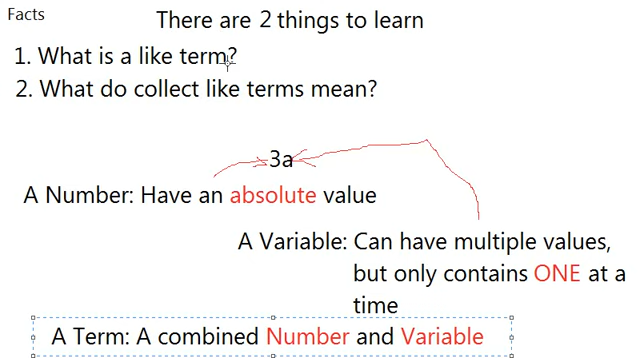 Facts
There are 2 things to learn
1. What is a like term?
2. What do collect like terms mean?
3a
A Number: Have an absolute value
A Variable: Can have multiple values,
but only contains ONE at a
time
A Term: A combined Number and Variable